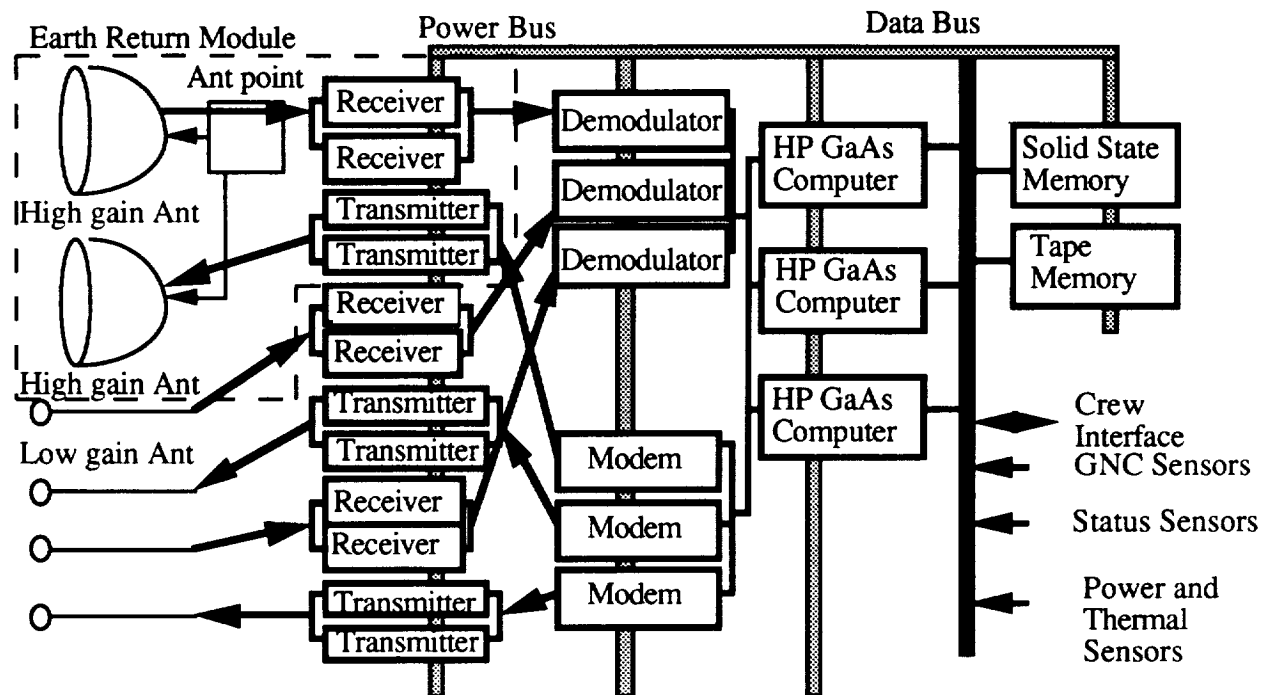 Earth Return Module
Power Bus
Data Bus
Ant point
High gain Ant
High gain Ant
Low gain Ant
Receiver
Receiver
Transmitter
Transmitter
Receiver
Receiver
Transmitter
Transmitter
Receiver
Receiver
Transmitter
Transmitter
Demodulator
Demodulator
Demodulator
Modem
Modem
Modem
HP GaAs
Computer
HP GaAs
Computer
HP GaAs
Computer
Solid State
Memory
Tape
Memory
Crew
Interface
GNC Sensors
Status Sensors
Power and
Thermal
Sensors